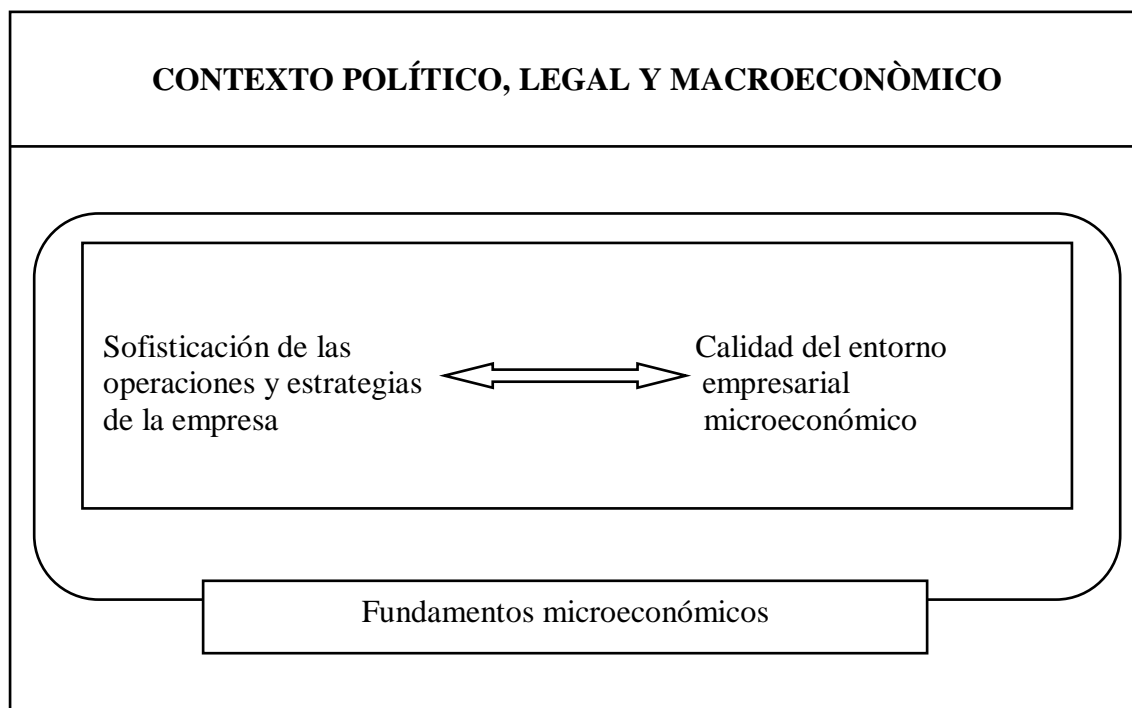 CONTEXTO POLÍTICO, LEGAL Y MACROECONÒMICO
Sofisticación de las
operaciones y estrategias
de la empresa
Calidad del entorno
empresarial
microeconómico
Fundamentos microeconómicos